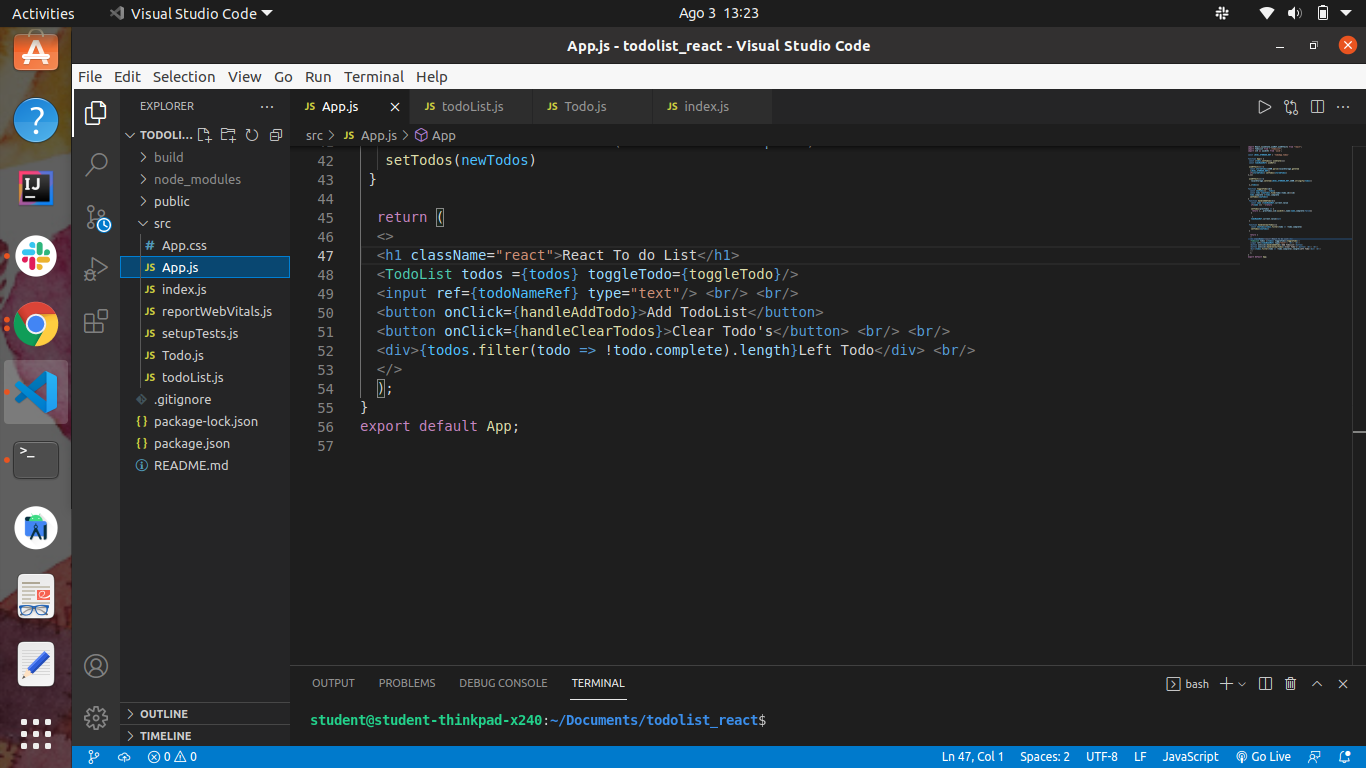 Activities
Visual Studio Code
Ago 3 13:23
App.js - todolist_react - Visual Studio Code
File Edit Selection View Go Run Terminal Help
EXPLORER
TODOLI...
build
node_modules
public
src
App.css
App.js
index.js
reportWebVitals.js
setupTests.js
Todo.js
todoList.js
.gitignore
package-lock.json
package.json
README.md
OUTLINE
TIMELINE
App.js todoList.js Todo.js index.js
src > App.js > App
42 setTodos(newTodos)
43 }
44
45 return (
46 <>
47 <h1 className="react">React To do List</h1>
48 <TodoList todos ={todos} toggleTodo={toggleTodo}/>
49 <input ref={todoNameRef} type="text"/> <br/> <br/>
50 <button onClick={handleAddTodo}>Add TodoList</button>
51 <button onClick={handleClearTodos}>Clear Todo's</button> <br/> <br/>
52 <div>{todos.filter(todo => !todo.complete).length}Left Todo</div> <br/>
53 </>
54 );
55 }
56 export default App;
57
OUTPUT PROBLEMS DEBUG CONSOLE TERMINAL
bash
student@student-thinkpad-x240:~/Documents/todolist_react$
0 0
Ln 47, Col 1 Spaces: 2 UTF-8 LF JavaScript Go Live